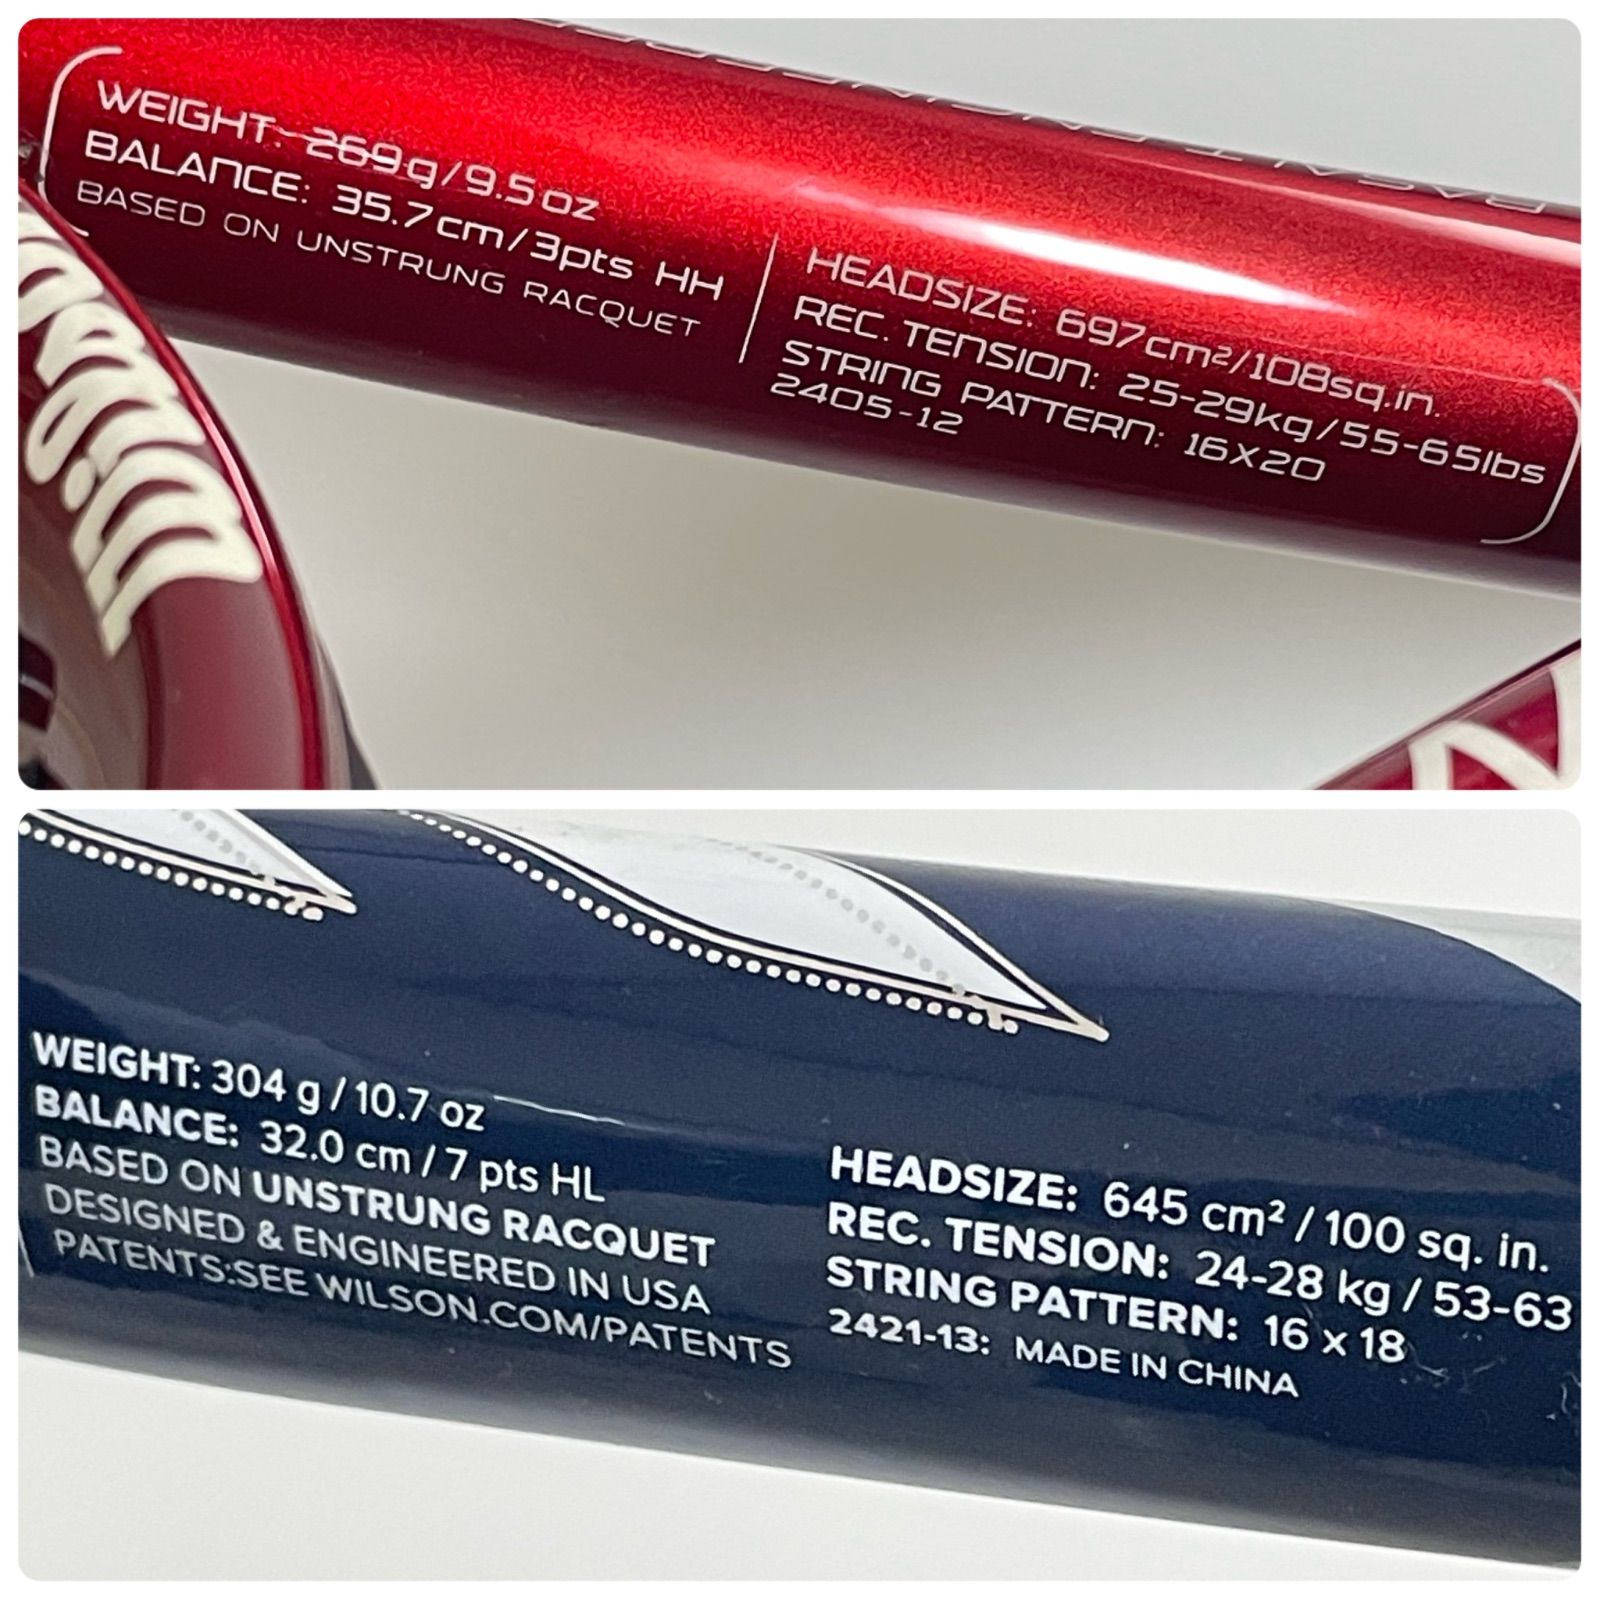 WEIGHT: 269g/9.5oz
BALANCE: 35.7cm/3pts HH
BASED ON UNSTRUNG RACQUET
HEADSIZE: 697cm²/108sq.in.
REC. TENSION: 25-29kg/55-65lbs
STRING PATTERN: 16X20
2405-12
WEIGHT: 304 g / 10.7 oz
BALANCE: 32.0 cm / 7 pts HL
BASED ON UNSTRUNG RACQUET
DESIGNED & ENGINEERED IN USA
PATENTS:SEE WILSON.COM/PATENTS
HEADSIZE: 645 cm² / 100 sq. in.
REC. TENSION: 24-28 kg / 53-63
STRING PATTERN: 16 x 18
2421-13: MADE IN CHINA